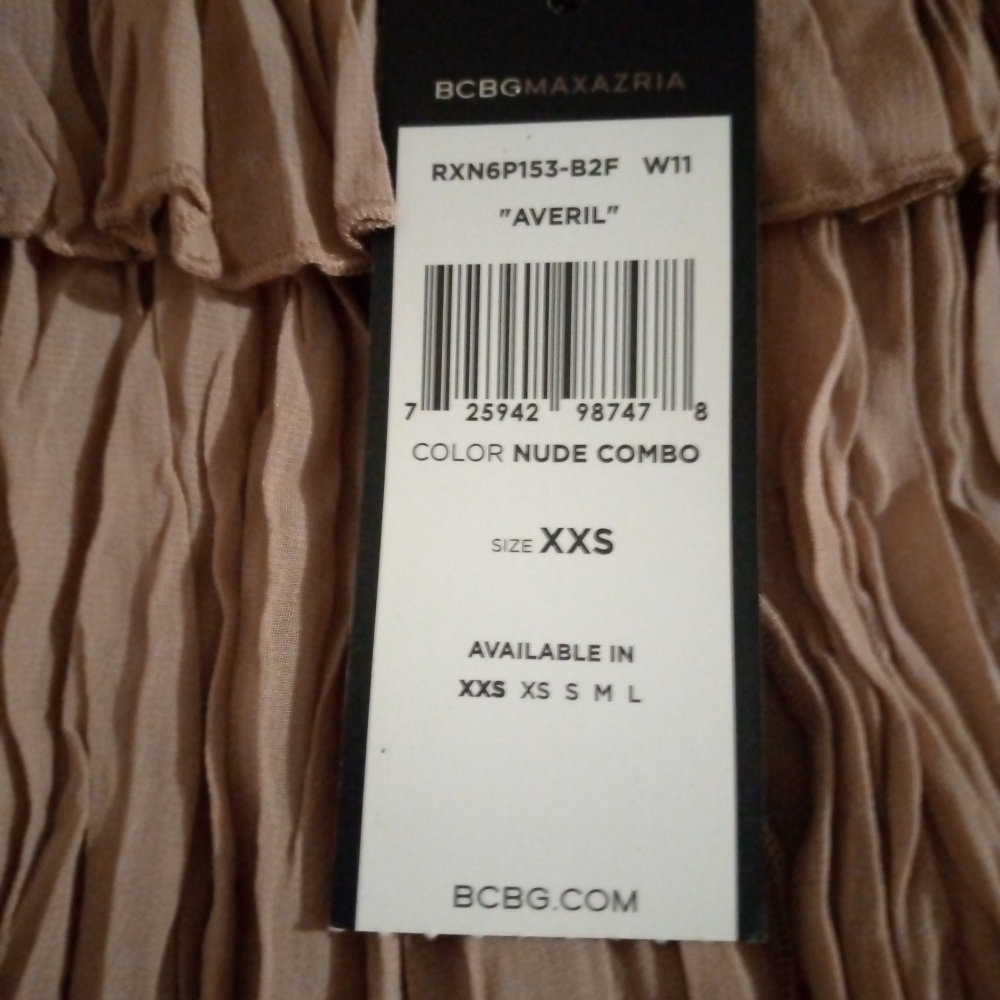 BCBGMAXAZRIA
RXN6P153-B2F W11
"AVERIL"
7 25942 98747 8
COLOR NUDE COMBO
SIZE XXS
AVAILABLE IN
XXS XS S M L
BCBG.COM